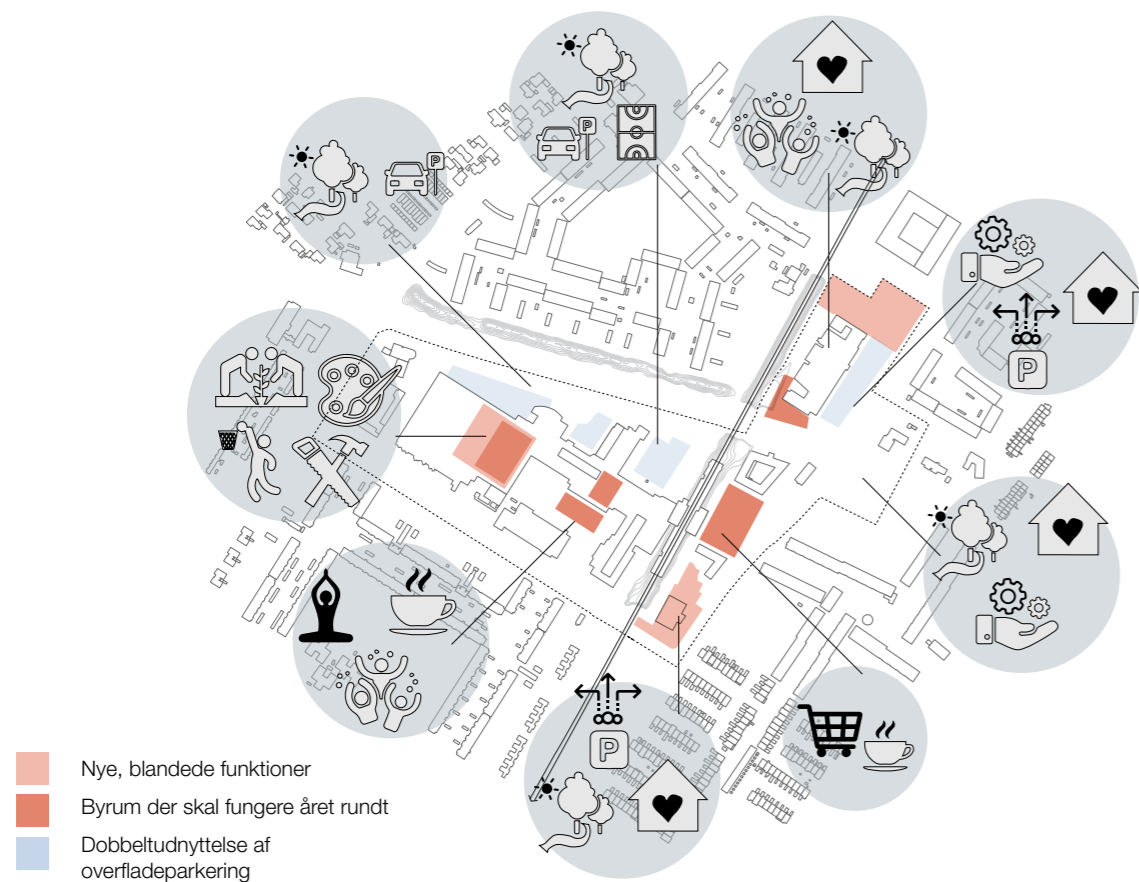 P
P
P
P
Nye, blandede funktioner
Byrum der skal fungere året rundt
Dobbeltudnyttelse af
overfladeparkering